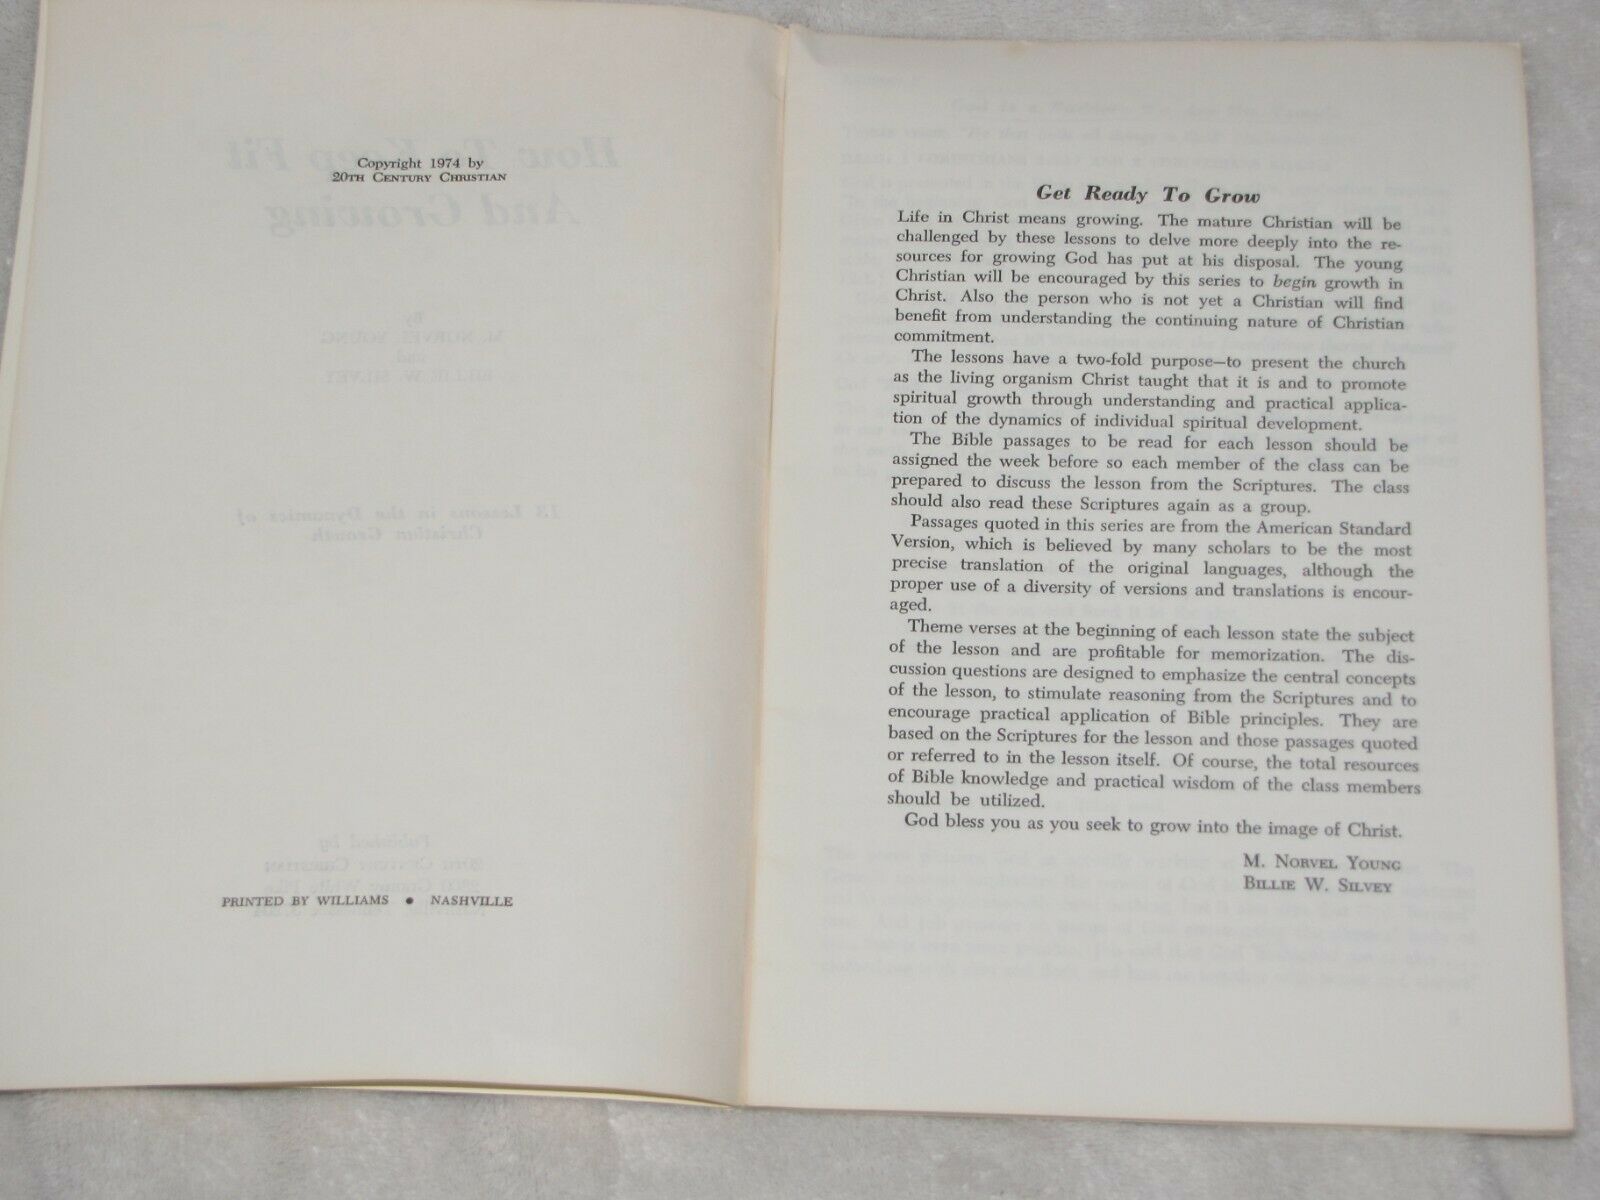 Copyright 1974 by
20TH CENTURY CHRISTIAN
PRINTED BY WILLIAMS • NASHVILLE
Get Ready To Grow
Life in Christ means growing. The mature Christian will be
challenged by these lessons to delve more deeply into the re-
sources for growing God has put at his disposal. The young
Christian will be encouraged by this series to begin growth in
Christ. Also the person who is not yet a Christian will find
benefit from understanding the continuing nature of Christian
commitment.
The lessons have a two-fold purpose—to present the church
as the living organism Christ taught that it is and to promote
spiritual growth through understanding and practical applica-
tion of the dynamics of individual spiritual development.
The Bible passages to be read for each lesson should be
assigned the week before so each member of the class can be
prepared to discuss the lesson from the Scriptures. The class
should also read these Scriptures again as a group.
Passages quoted in this series are from the American Standard
Version, which is believed by many scholars to be the most
precise translation of the original languages, although the
proper use of a diversity of versions and translations is encour-
aged.
Theme verses at the beginning of each lesson state the subject
of the lesson and are profitable for memorization. The dis-
cussion questions are designed to emphasize the central concepts
of the lesson, to stimulate reasoning from the Scriptures and to
encourage practical application of Bible principles. They are
based on the Scriptures for the lesson and those passages quoted
or referred to in the lesson itself. Of course, the total resources
of Bible knowledge and practical wisdom of the class members
should be utilized.
God bless you as you seek to grow into the image of Christ.
M. NORVEL YOUNG
BILLIE W. SILVEY